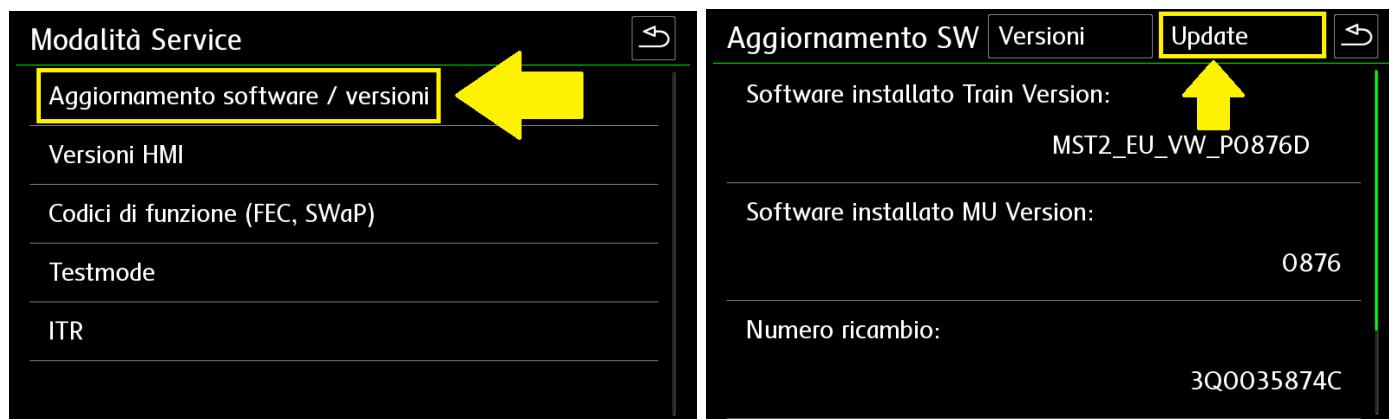 Modalità Service
Aggiornamento software / versioni
Versioni HMI
Codici di funzione (FEC, SWaP)
Testmode
ITR
Aggiornamento SW Versioni Update
Software installato Train Version:
MST2_EU_VW_P0876D
Software installato MU Version:
0876
Numero ricambio:
3Q0035874C